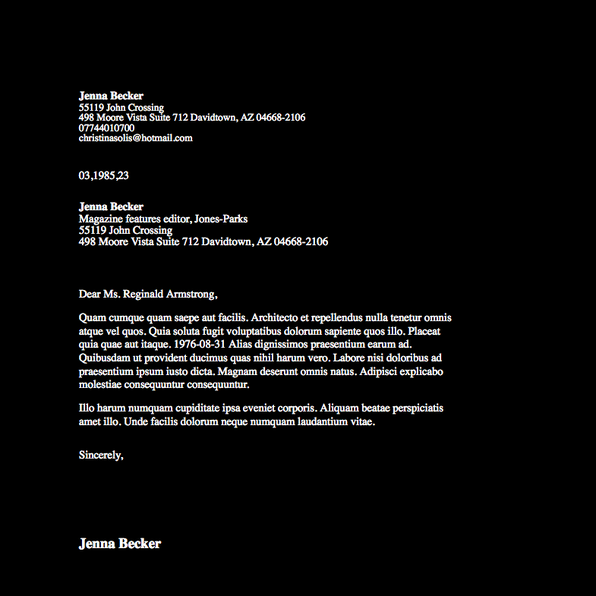 Jenna Becker
55119 John Crossing
498 Moore Vista Suite 712 Davidtown, AZ 04668-2106
07744010700
christinasolis@hotmail.com
03,1985,23
Jenna Becker
Magazine features editor, Jones-Parks
55119 John Crossing
498 Moore Vista Suite 712 Davidtown, AZ 04668-2106
Dear Ms. Reginald Armstrong,
Quam cumque quam saepe aut facilis. Architecto et repellendus nulla tenetur omnis
atque vel quos. Quia soluta fugit voluptatibus dolorum sapiente quos illo. Placeat
quia quae aut itaque. 1976-08-31 Alias dignissimos praesentium earum ad.
Quibusdam ut provident ducimus quas nihil harum vero. Labore nisi doloribus ad
praesentium ipsum iusto dicta. Magnam deserunt omnis natus. Adipisci explicabo
molestiae consequuntur consequuntur.
Illo harum numquam cupiditate ipsa eveniet corporis. Aliquam beatae perspiciatis
amet illo. Unde facilis dolorum neque numquam laudantium vitae.
Sincerely,
Jenna Becker